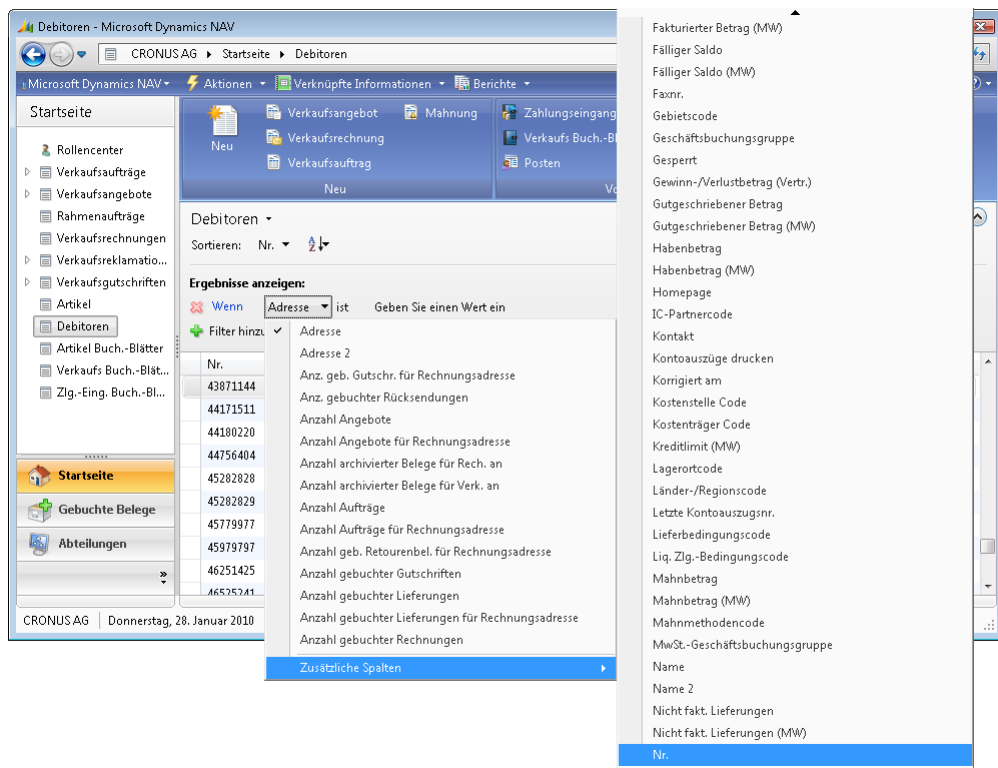 Debitoren - Microsoft Dynamics NAV
CRONUS AG
Startseite
Debitoren
Microsoft Dynamics NAV
Aktionen
Verknüpfte Informationen
Berichte
Startseite
Rollencenter
Verkaufsaufträge
Verkaufsangebote
Rahmenaufträge
Verkaufsrechnungen
Verkaufsreklamatio...
Verkaufsgutschriften
Artikel
Debitoren
Artikel Buch.-Blätter
Verkaufs Buch.-Blät...
Zlg.-Eing. Buch.-Bl...
Startseite
Gebuchte Belege
Abteilungen
Neu
Verkaufsangebot
Verkaufsrechnung
Verkaufsauftrag
Mahnung
Neu
Zahlungseingang
Verkaufs Buch.-Bl
Posten
Vo
Debitoren
Sortieren: Nr.
Ergebnisse anzeigen:
Wenn Adresse ist Geben Sie einen Wert ein
Filter hinzu
Nr.
43871144
44171511
44180220
44756404
45282828
45282829
45779977
45979797
46251425
46525241
CRONUS AG Donnerstag, 28. Januar 2010
Adresse
Adresse 2
Anz. geb. Gutschr. für Rechnungsadresse
Anz. gebuchter Rücksendungen
Anzahl Angebote
Anzahl Angebote für Rechnungsadresse
Anzahl archivierter Belege für Rech. an
Anzahl archivierter Belege für Verk. an
Anzahl Aufträge
Anzahl Aufträge für Rechnungsadresse
Anzahl geb. Retourenbel. für Rechnungsadresse
Anzahl gebuchter Gutschriften
Anzahl gebuchter Lieferungen
Anzahl gebuchter Lieferungen für Rechnungsadresse
Anzahl gebuchter Rechnungen
Zusätzliche Spalten
Fakturierter Betrag (MW)
Fälliger Saldo
Fälliger Saldo (MW)
Faxnr.
Gebietscode
Geschäftsbuchungsgruppe
Gesperrt
Gewinn-/Verlustbetrag (Vertr.)
Gutgeschriebener Betrag
Gutgeschriebener Betrag (MW)
Habenbetrag
Habenbetrag (MW)
Homepage
IC-Partnercode
Kontakt
Kontoauszüge drucken
Korrigiert am
Kostenstelle Code
Kostenträger Code
Kreditlimit (MW)
Lagerortcode
Länder-/Regionscode
Letzte Kontoauszugsnr.
Lieferbedingungscode
Liq. Zlg.-Bedingungscode
Mahnbetrag
Mahnbetrag (MW)
Mahnmethodencode
MwSt.-Geschäftsbuchungsgruppe
Name
Name 2
Nicht fakt. Lieferungen
Nicht fakt. Lieferungen (MW)
Nr.